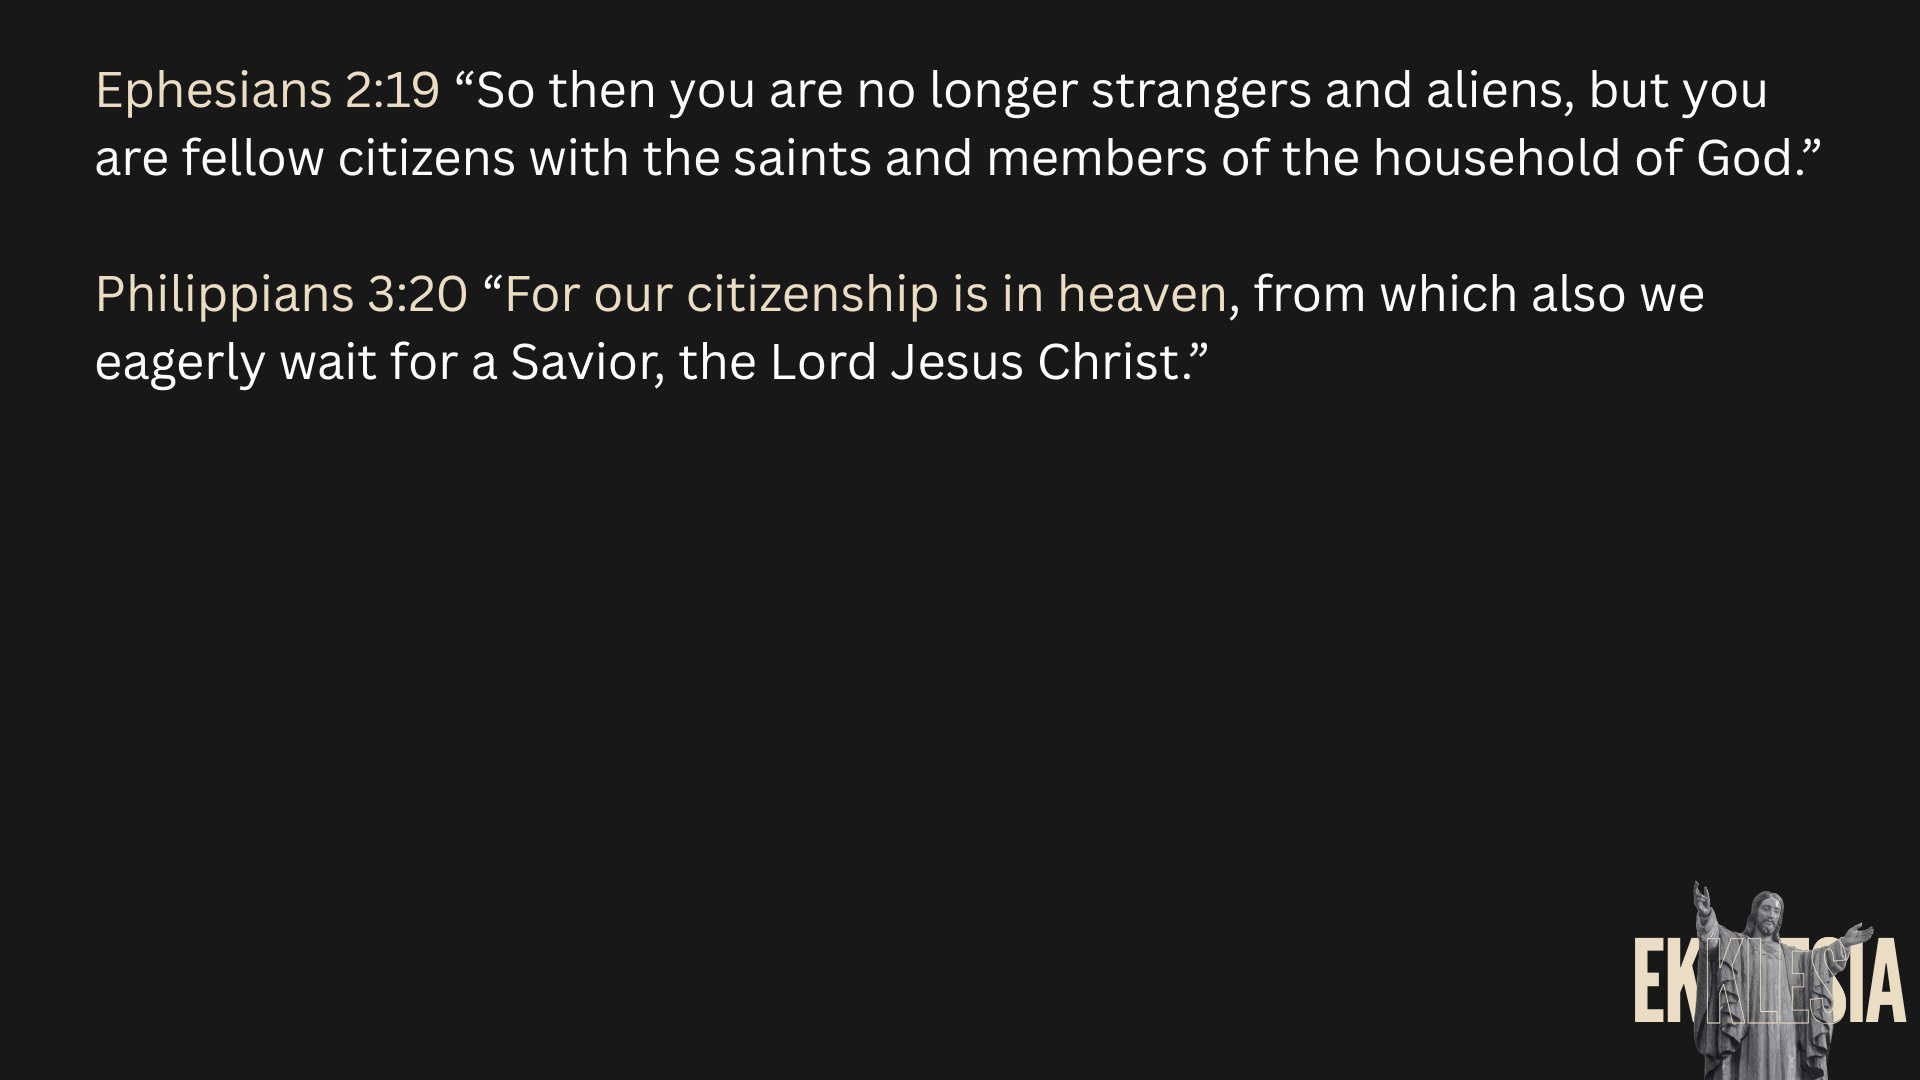 Ephesians 2:19 “So then you are no longer strangers and aliens, but you
are fellow citizens with the saints and members of the household of God.”
Philippians 3:20 “For our citizenship is in heaven, from which also we
eagerly wait for a Savior, the Lord Jesus Christ.”
EKKLESIA